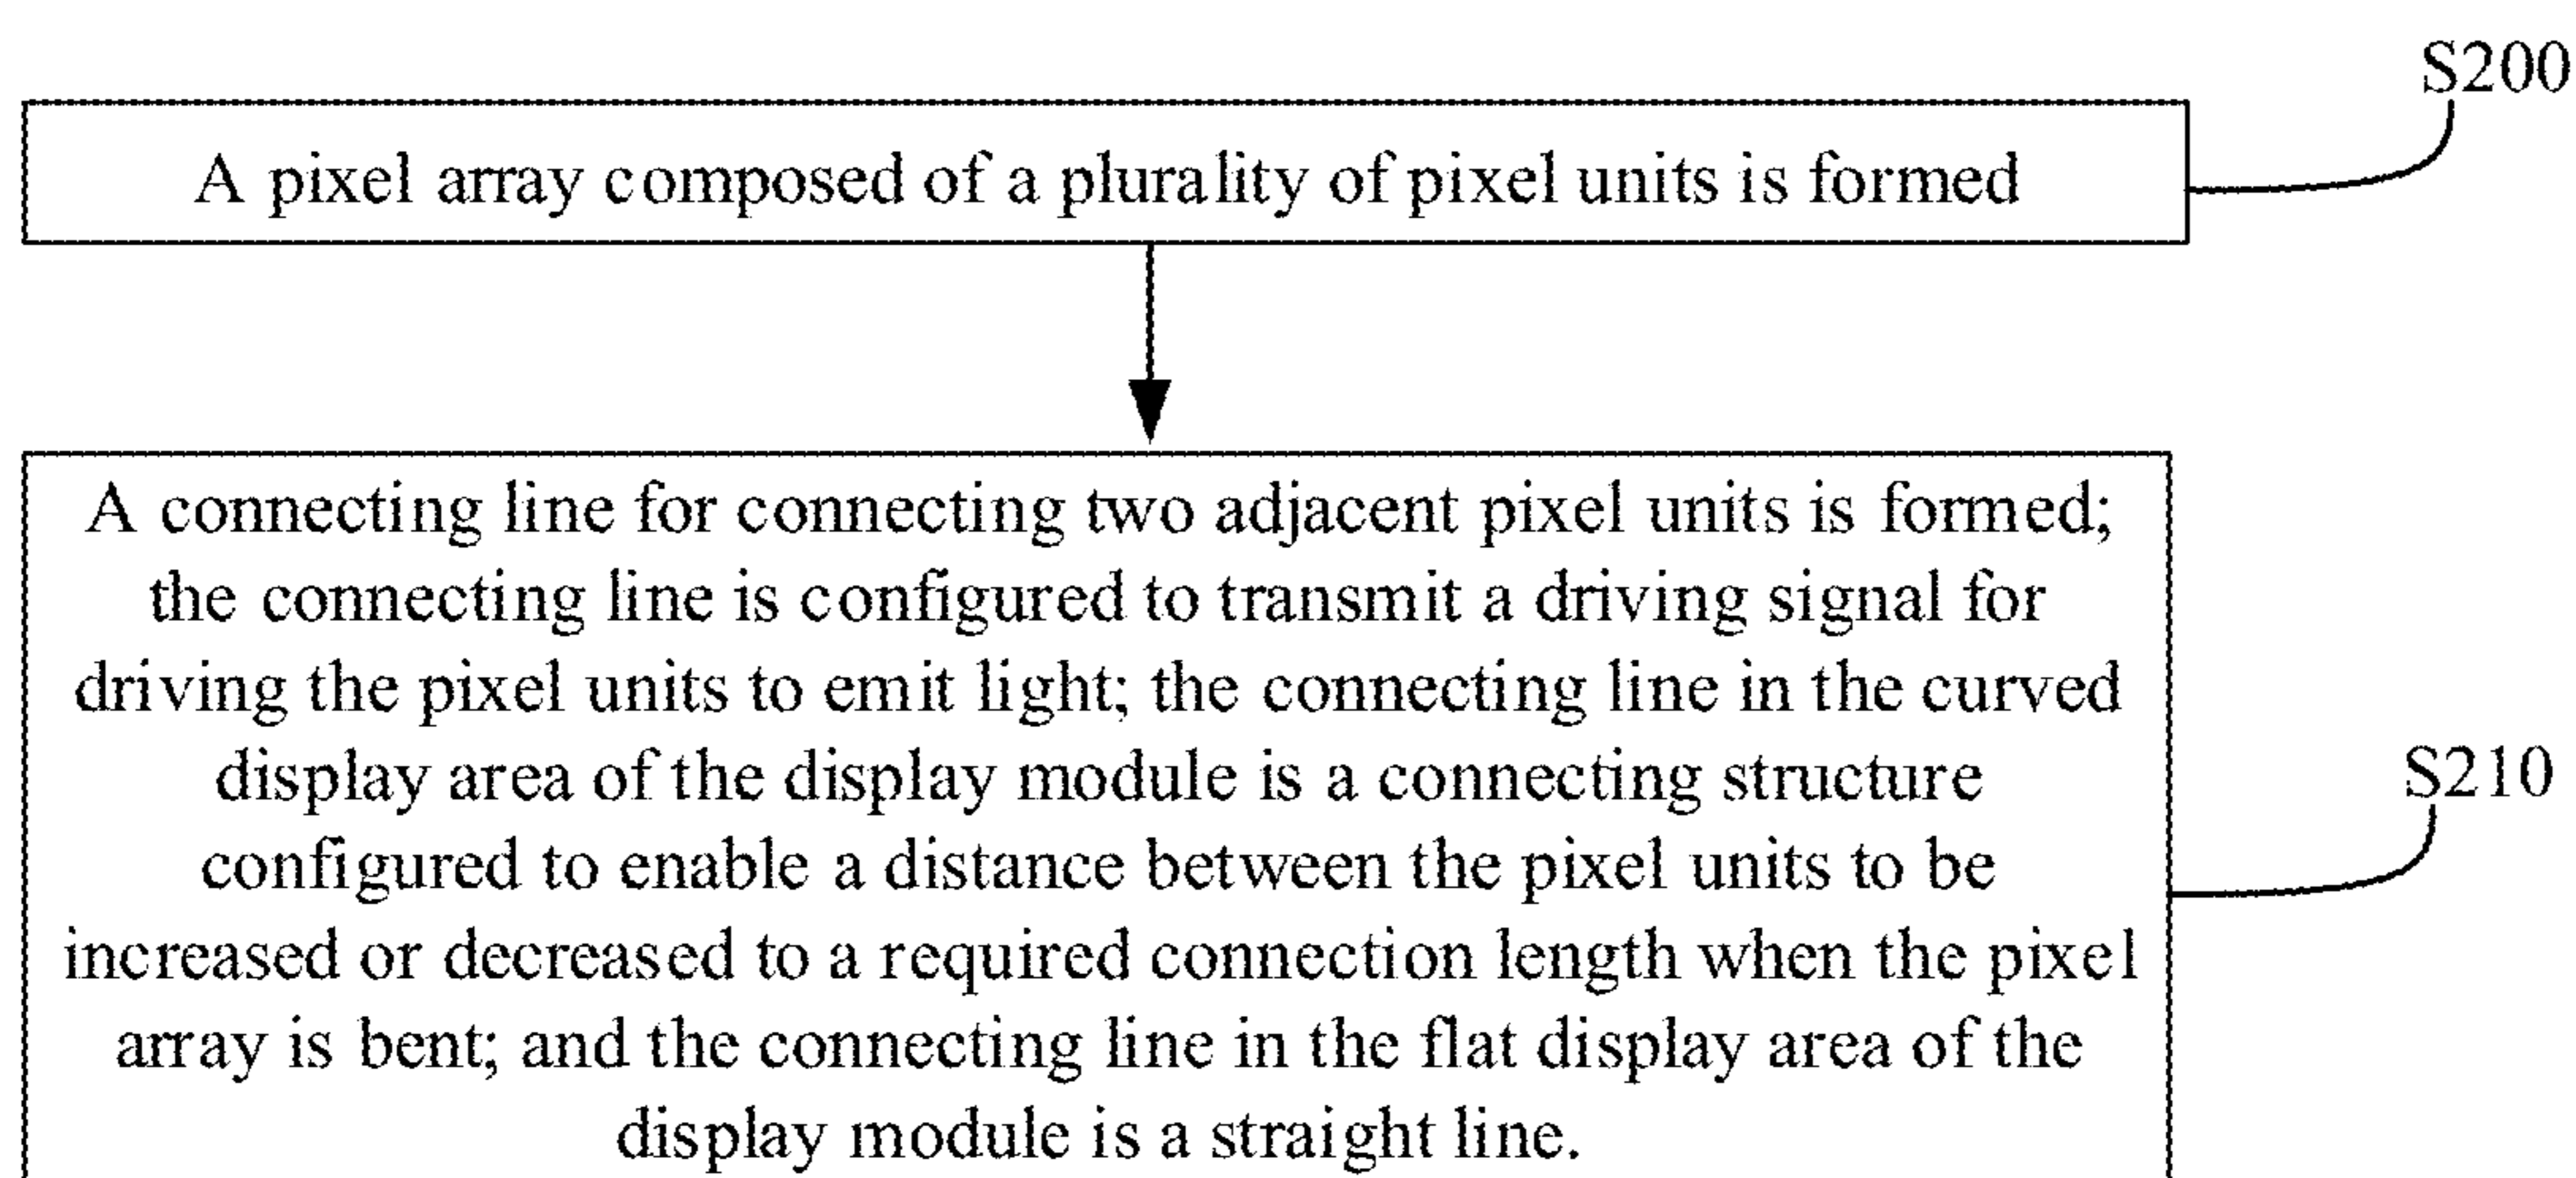 S200
A pixel array composed of a plurality of pixel units is formed
A connecting line for connecting two adjacent pixel units is formed;
the connecting line is configured to transmit a driving signal for
driving the pixel units to emit light; the connecting line in the curved
display area of the display module is a connecting structure
S210
configured to enable a distance between the pixel units to be
increased or decreased to a required connection length when the pixel
array is bent; and the connecting line in the flat display area of the
display module is a straight line.